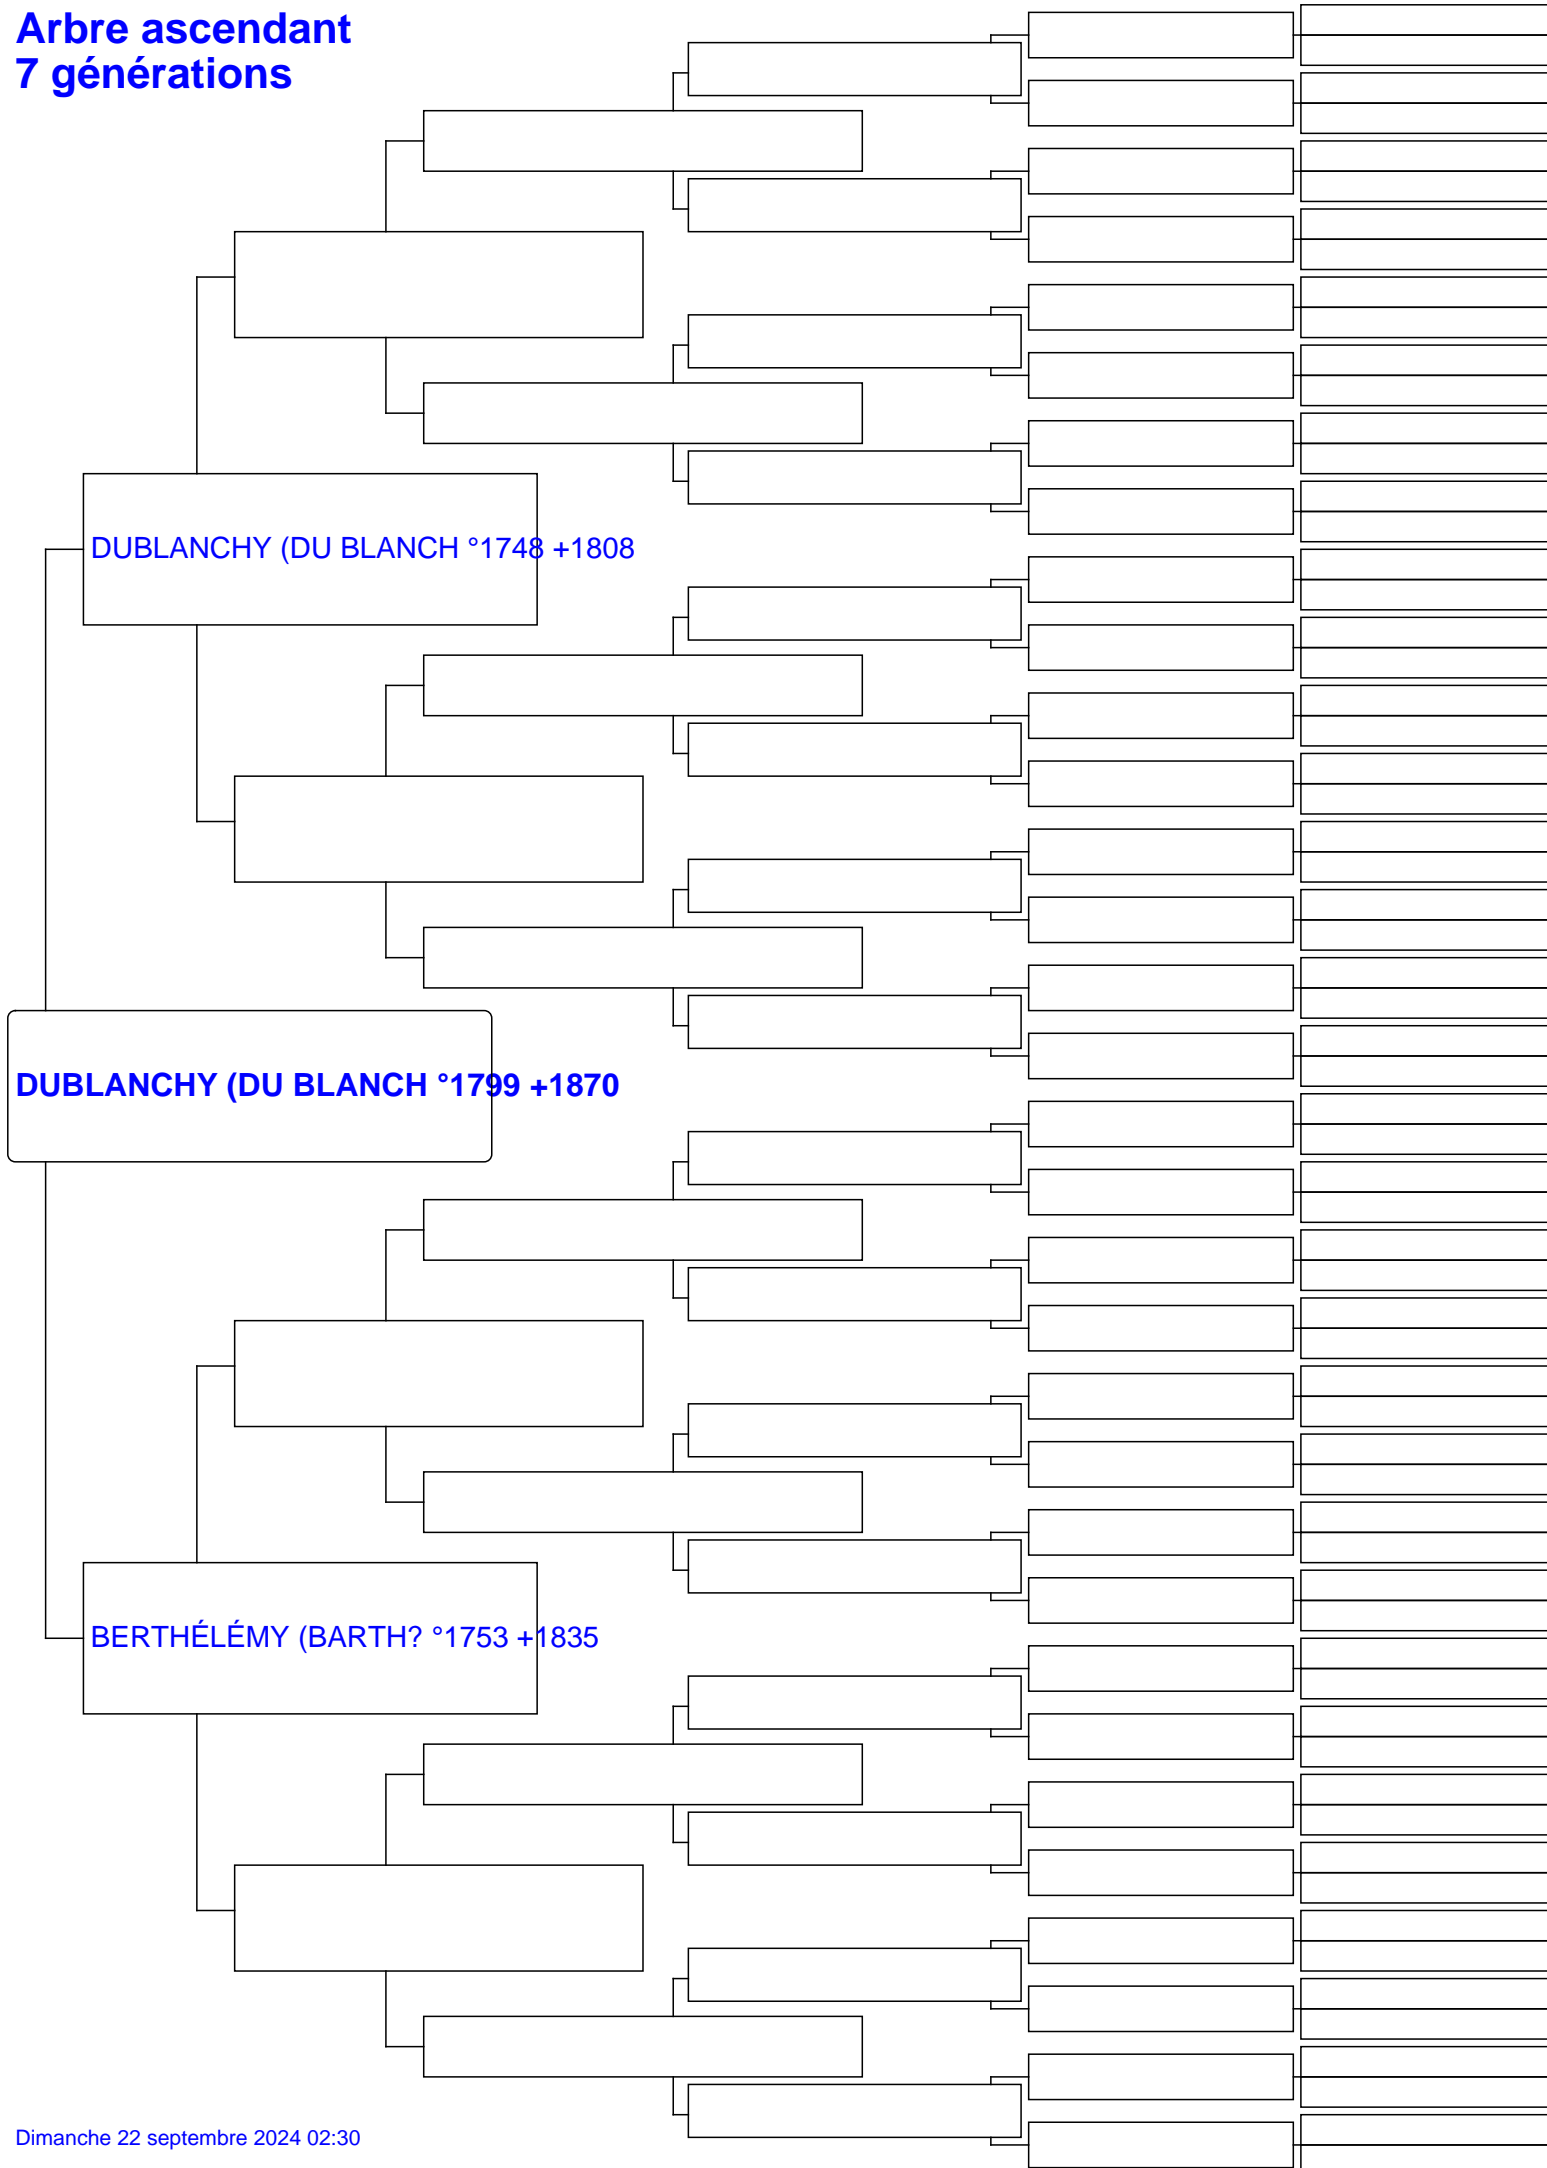 Arbre ascendant
7 générations
DUBLANCHY (DU BLANCH °1748 +1808
DUBLANCHY (DU BLANCH °1799 +1870
BERTHÉLÉMY (BARTH? °1753 +1835
Dimanche 22 septembre 2024 02:30